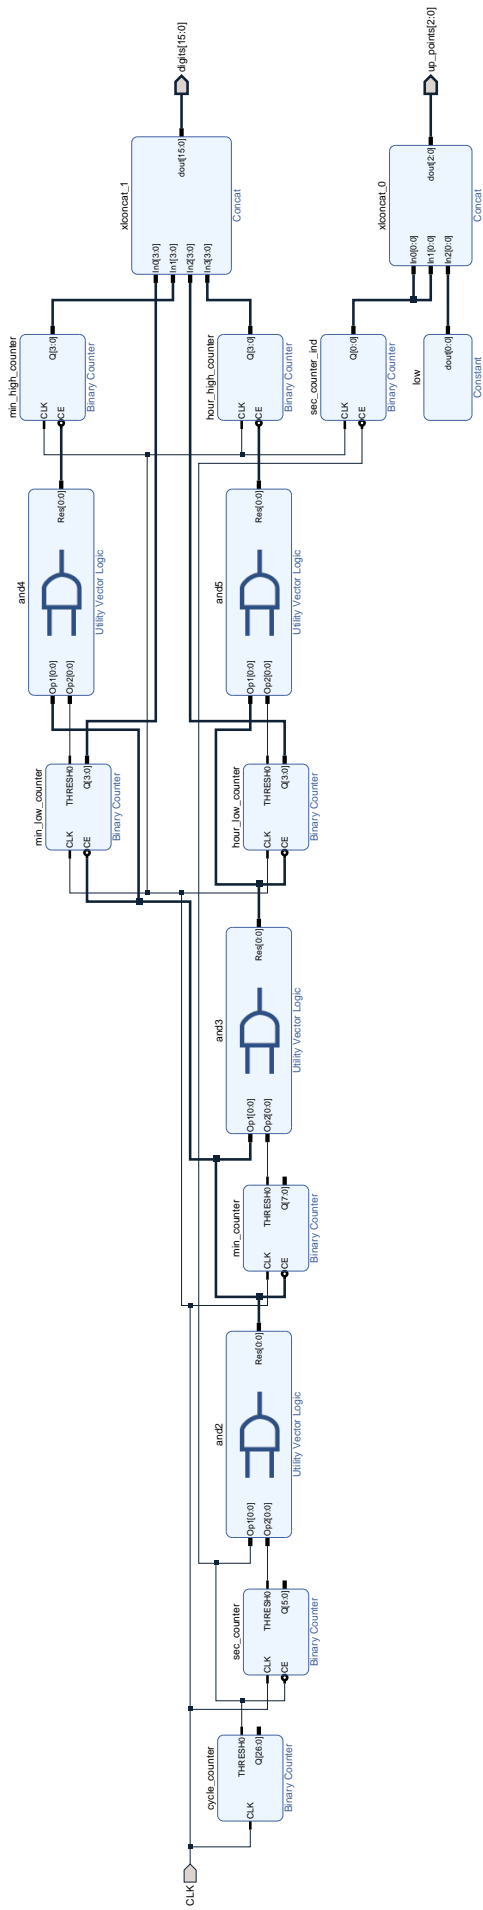 CLK
cycle_counter
CLK
THRESH0
Q[26:0]
Binary Counter
sec_counter
CLK
CE
THRESH0
Q[5:0]
Binary Counter
and2
Op1[0:0]
Op2[0:0]
Res[0:0]
Utility Vector Logic
min_counter
CLK
CE
THRESH0
Q[7:0]
Binary Counter
and3
Op1[0:0]
Op2[0:0]
Res[0:0]
Utility Vector Logic
min_low_counter
CLK
CE
THRESH0
Q[3:0]
Binary Counter
hour_low_counter
CLK
CE
THRESH0
Q[3:0]
Binary Counter
and4
Op1[0:0]
Op2[0:0]
Res[0:0]
Utility Vector Logic
and5
Op1[0:0]
Op2[0:0]
Res[0:0]
Utility Vector Logic
min_high_counter
CLK
CE
Q[3:0]
Binary Counter
hour_high_counter
CLK
CE
Q[3:0]
Binary Counter
sec_counter_ind
CLK
CE
Q[0:0]
Binary Counter
low
dout[0:0]
Constant
xlconcat_1
In0[3:0]
In1[3:0]
In2[3:0]
In3[3:0]
dout[15:0]
Concat
xlconcat_0
In0[0:0]
In1[0:0]
In2[0:0]
dout[2:0]
Concat
digits[15:0]
up_points[2:0]